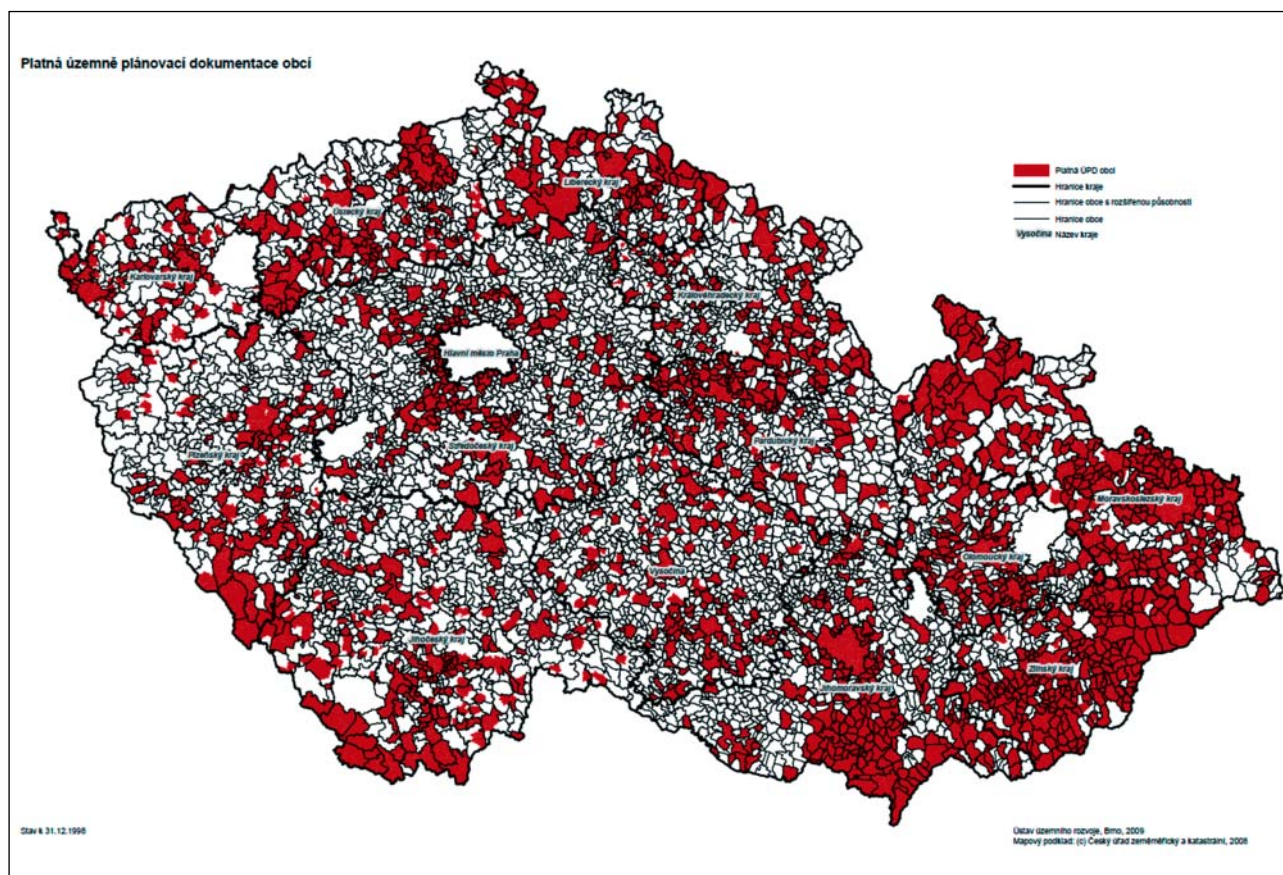 Platná územně plánovací dokumentace obcí
Platná ÚPD obcí
Hranice kraje
Hranice obce s rozšířenou působností
Hranice obce
Vysočina Název kraje
Liberecký kraj
Ústecký kraj
Karlovarský kraj
Královéhradecký kraj
Hlavní město Praha
Středočeský kraj
Pardubický kraj
Plzeňský kraj
Moravskoslezský kraj
Olomoucký kraj
Vysočina
Jihočeský kraj
Zlínský kraj
Jihomoravský kraj
Stav k 31.12.1998
Ústav územního rozvoje, Brno, 2009
Mapový podklad: (c) Český úřad zeměměřický a katastrální, 2008